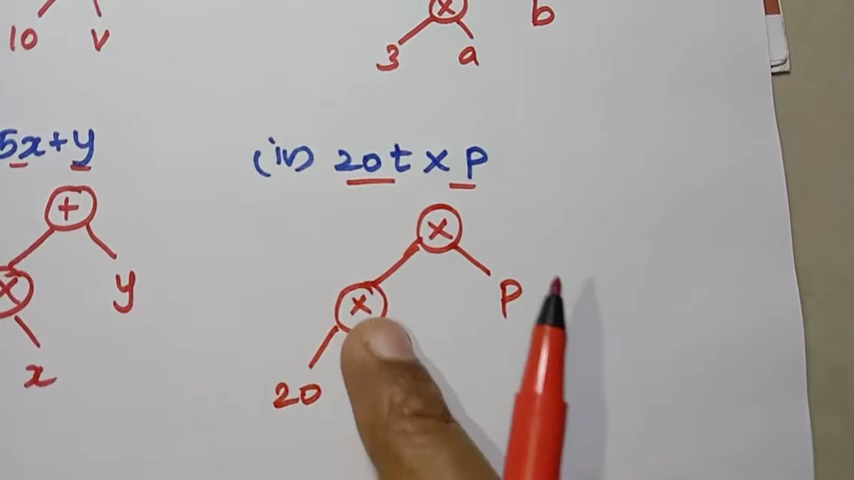 10 v
× b
3 a
5x+y
(iv) 20t × p
+
×
× y
× p
x
20